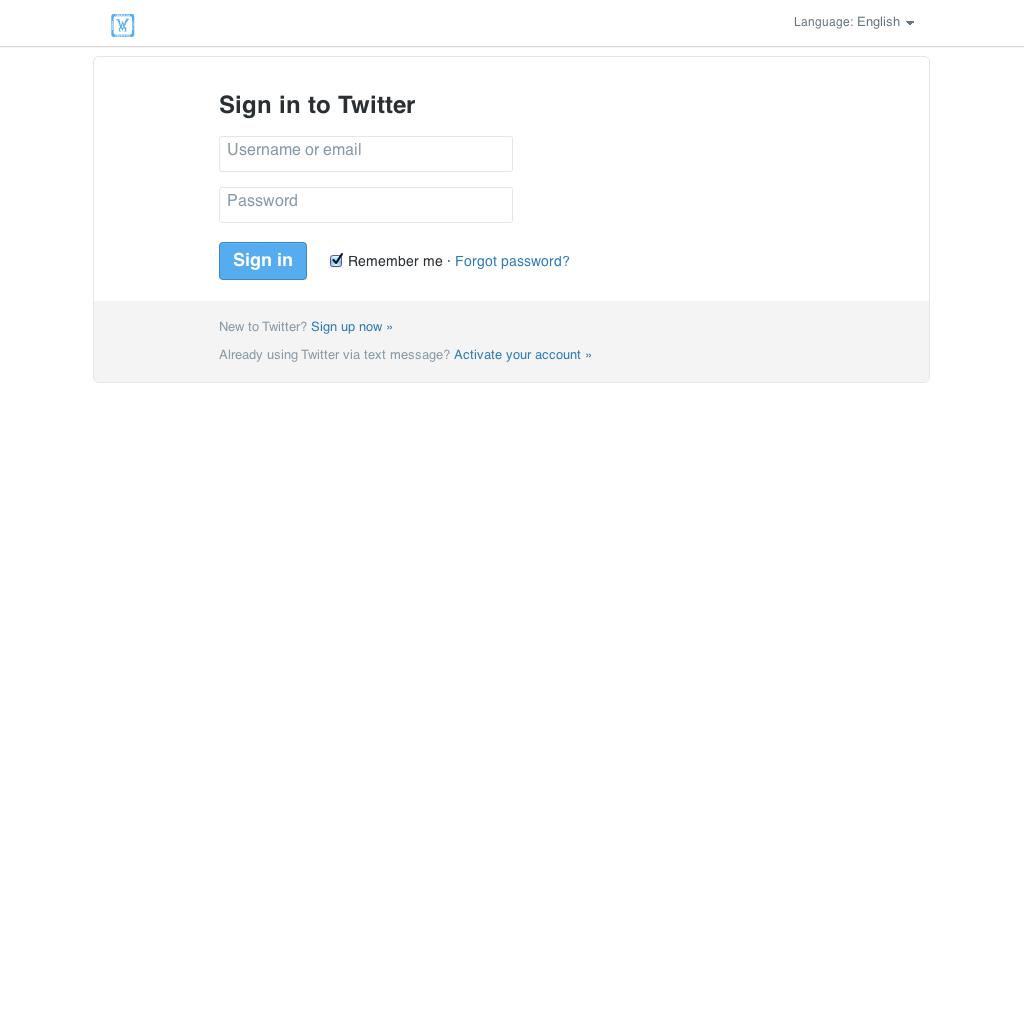 Language: English
Sign in to Twitter
Username or email
Password
Sign in
Remember me · Forgot password?
New to Twitter? Sign up now »
Already using Twitter via text message? Activate your account »